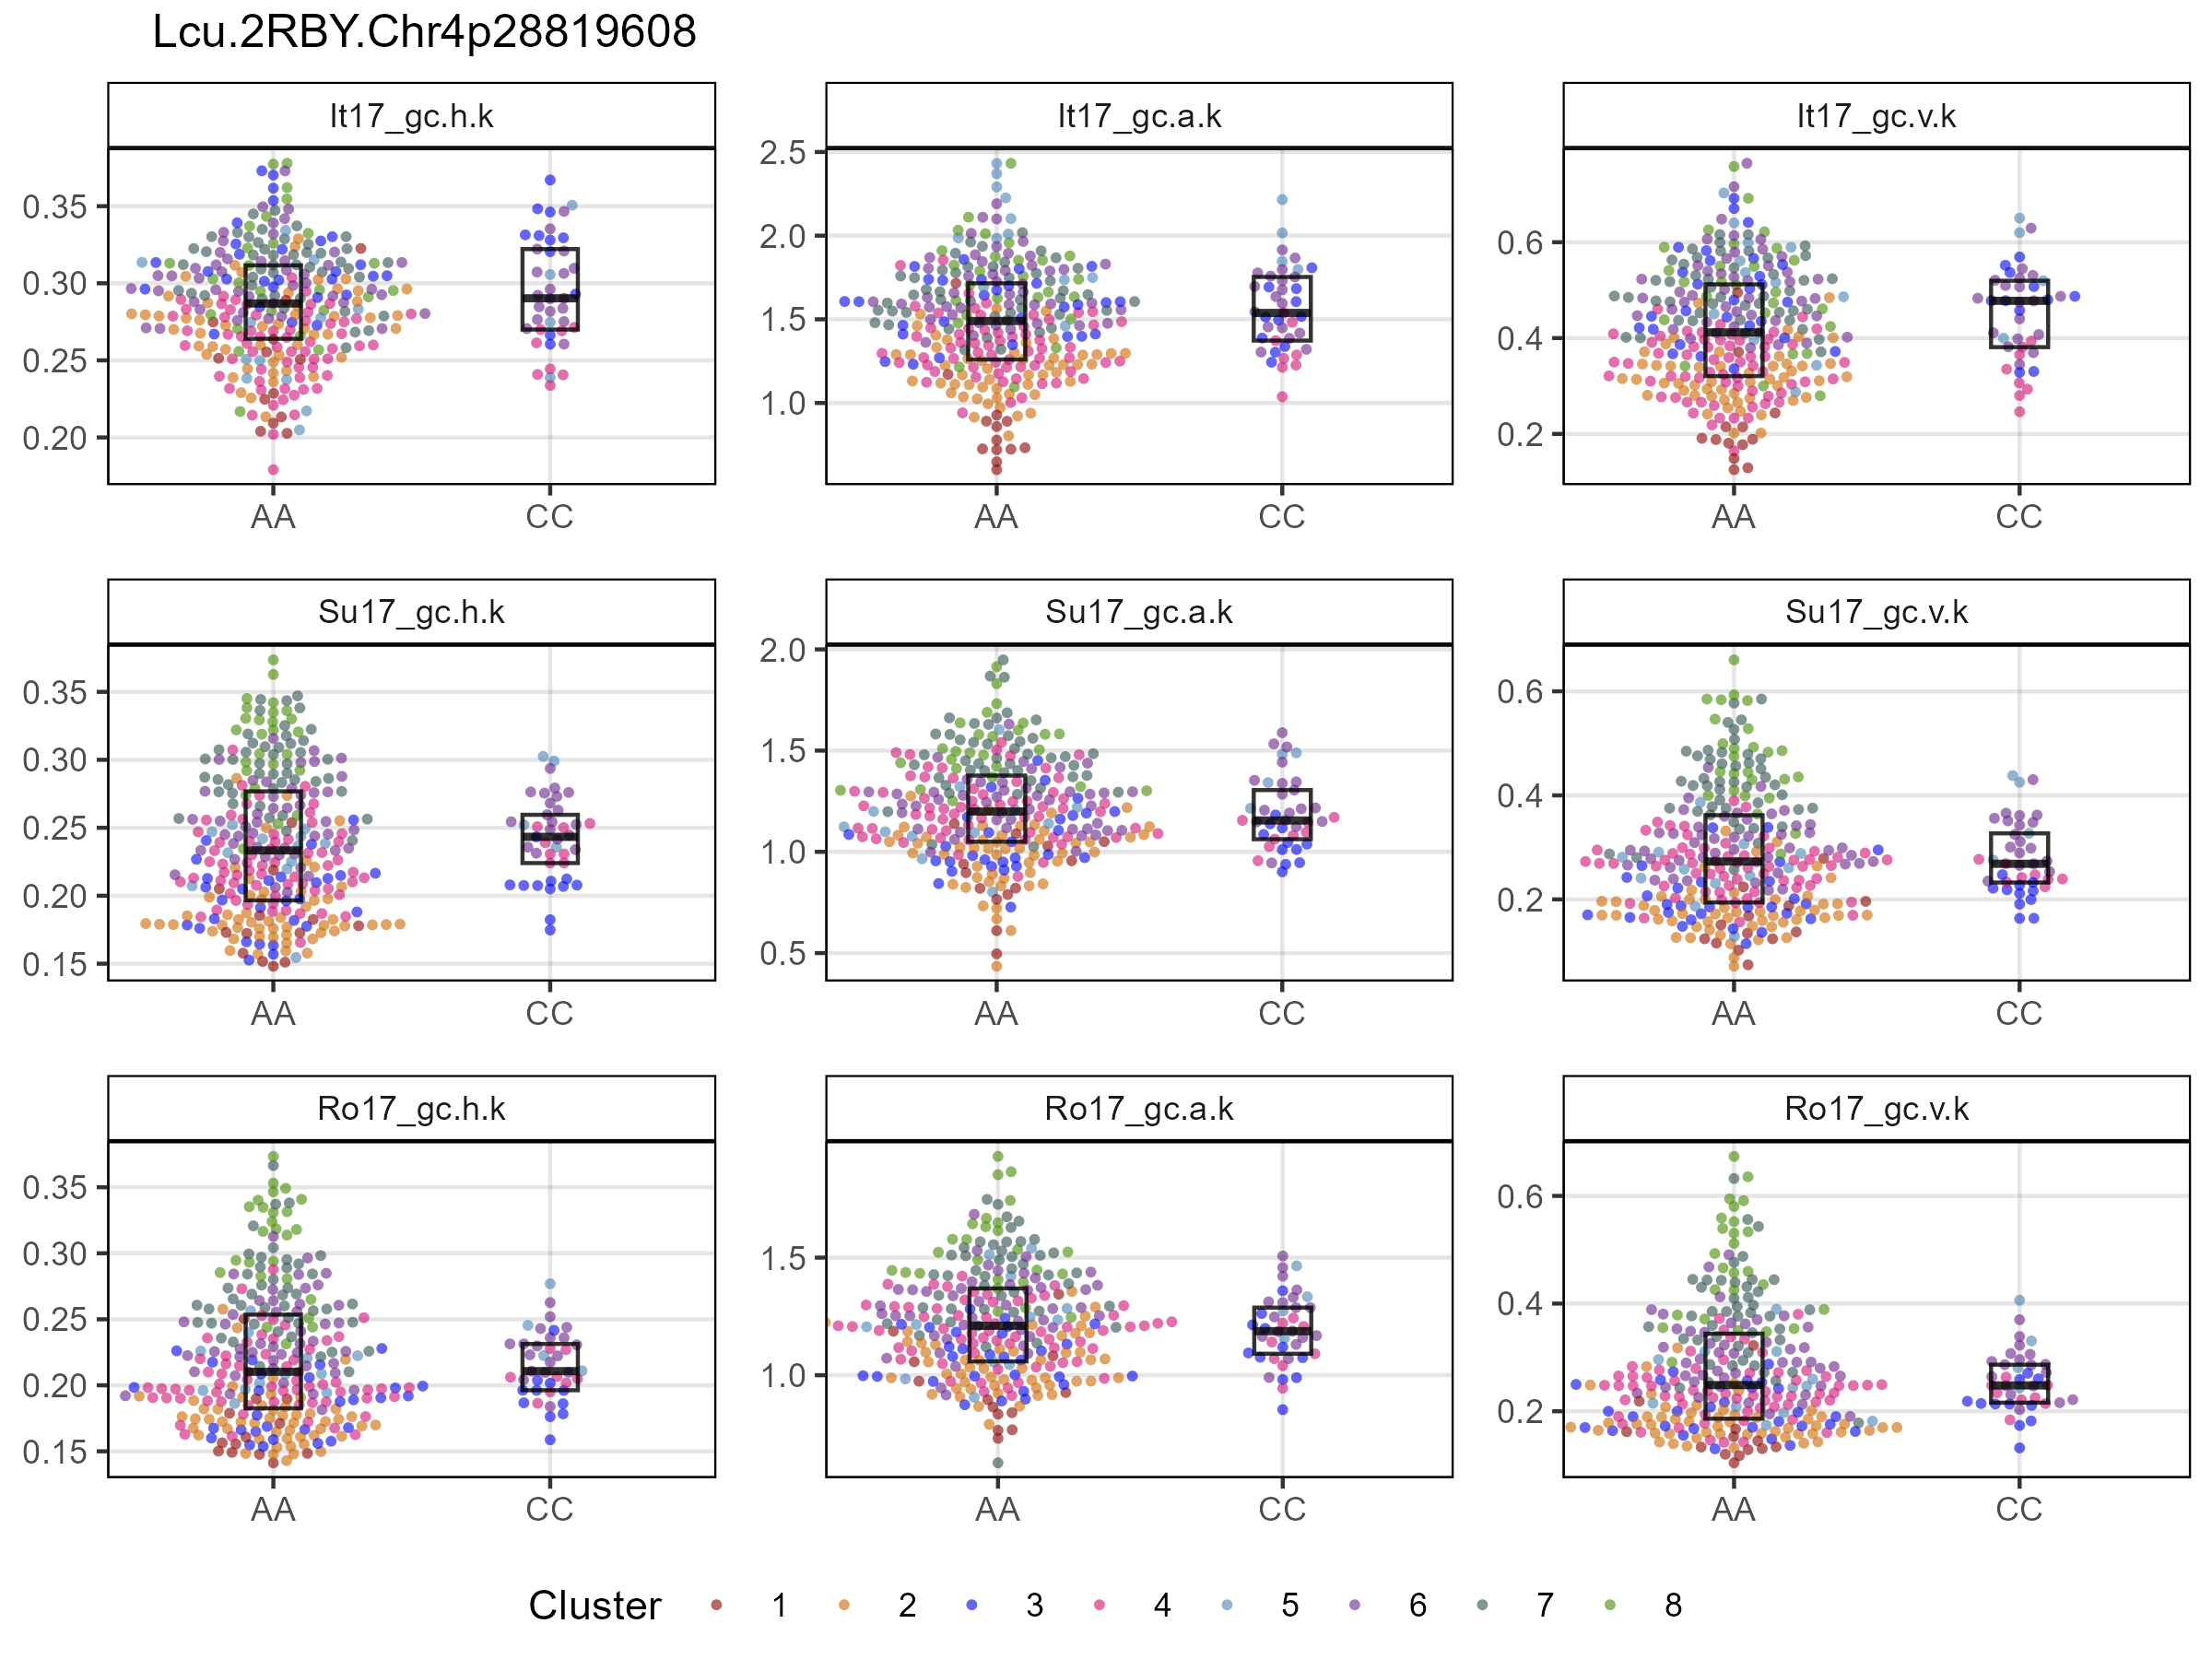 Lcu.2RBY.Chr4p28819608
It17_gc.h.k
It17_gc.a.k
It17_gc.v.k
0.35
0.30
0.25
0.20
AA
CC
2.5
2.0
1.5
1.0
AA
CC
0.6
0.4
0.2
AA
CC
Su17_gc.h.k
Su17_gc.a.k
Su17_gc.v.k
0.35
0.30
0.25
0.20
0.15
AA
CC
2.0
1.5
1.0
0.5
AA
CC
0.6
0.4
0.2
AA
CC
Ro17_gc.h.k
Ro17_gc.a.k
Ro17_gc.v.k
0.35
0.30
0.25
0.20
0.15
AA
CC
1.5
1.0
AA
CC
0.6
0.4
0.2
AA
CC
Cluster 1 2 3 4 5 6 7 8